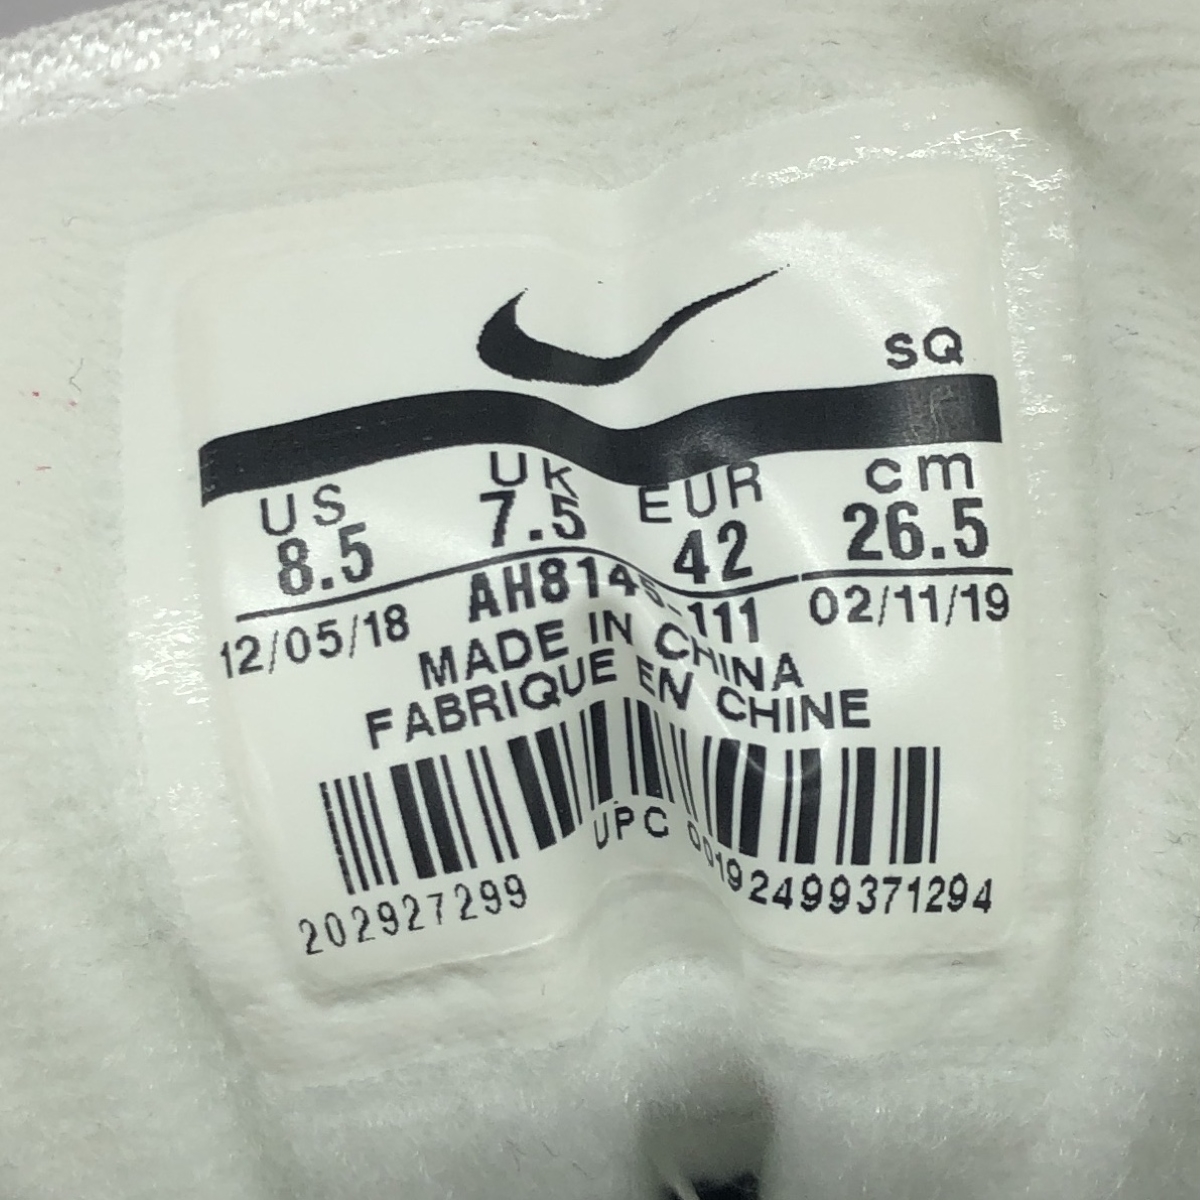 SQ
US UK EUR cm
8.5 7.5 42 26.5
12/05/18 AH8145-111 02/11/19
MADE IN CHINA
FABRIQUE EN CHINE
UPC 00192499371294
202927299